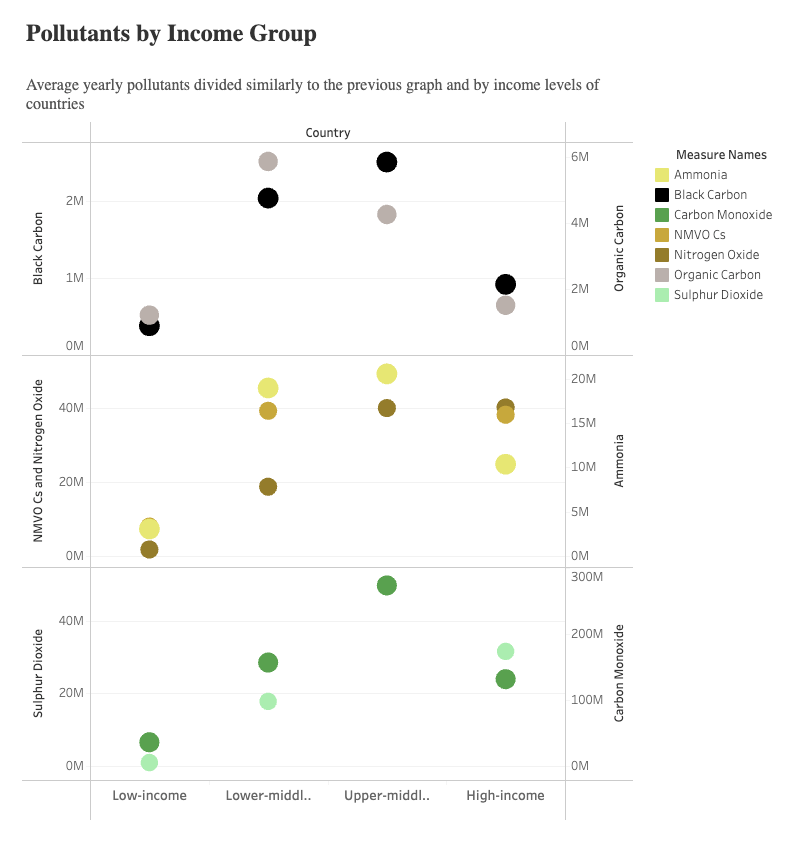 Pollutants by Income Group
Average yearly pollutants divided similarly to the previous graph and by income levels of
countries
Country
Measure Names
Ammonia
Black Carbon
Carbon Monoxide
NMVO Cs
Nitrogen Oxide
Organic Carbon
Sulphur Dioxide
Black Carbon
2M
1M
0M
6M
4M
2M
0M
Organic Carbon
NMVO Cs and Nitrogen Oxide
40M
20M
0M
20M
15M
10M
5M
0M
Ammonia
Sulphur Dioxide
40M
20M
0M
300M
200M
100M
0M
Carbon Monoxide
Low-income
Lower-middl..
Upper-middl..
High-income